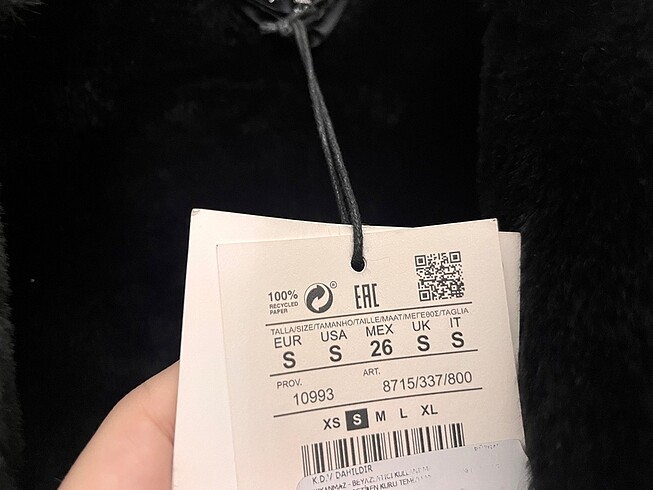 100%
RECYCLED
PAPER
EAC
TALLA/SIZE/TAMANHO/TAILLE/MAAT/ΜΕΓΕΘΟΣ/TAGLIA
EUR USA MEX UK IT
S S 26 S S
PROV. ART.
10993 8715/337/800
XS S M L XL
K.D.V DAHİLDİR